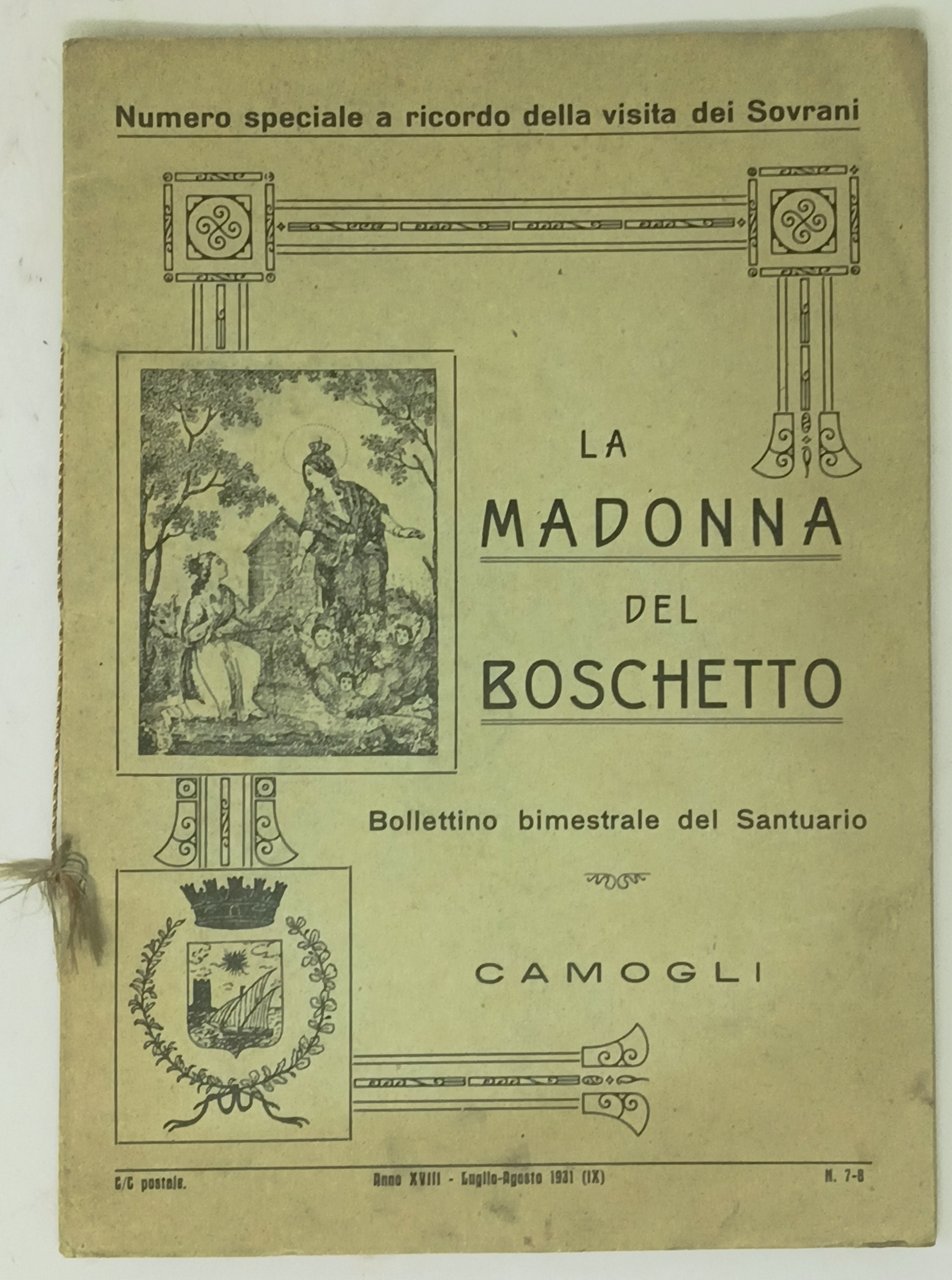 Numero speciale a ricordo della visita dei Sovrani
LA
MADONNA
DEL
BOSCHETTO
Bollettino bimestrale del Santuario
CAMOGLI
C/C postale. Anno XVIII - Luglio-Agosto 1931 (IX) N. 7-8